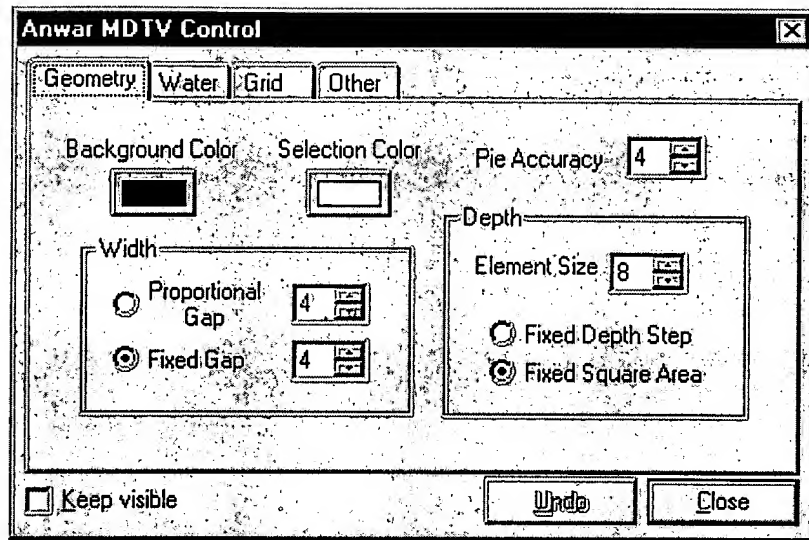 Anwar MDTV Control
Geometry Water Grid Other
Background Color Selection Color Pie Accuracy 4
Width
Proportional Gap 4
Fixed Gap 4
Depth
Element Size 8
Fixed Depth Step
Fixed Square Area
Keep visible Undo Close